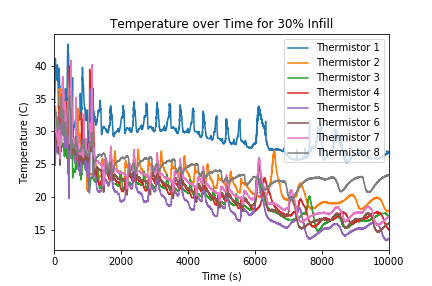 Temperature over Time for 30% Infill
Temperature (C)
45
40
35
30
25
20
15
Thermistor 1
Thermistor 2
Thermistor 3
Thermistor 4
Thermistor 5
Thermistor 6
Thermistor 7
Thermistor 8
0
2000
4000
6000
8000
10000
Time (s)